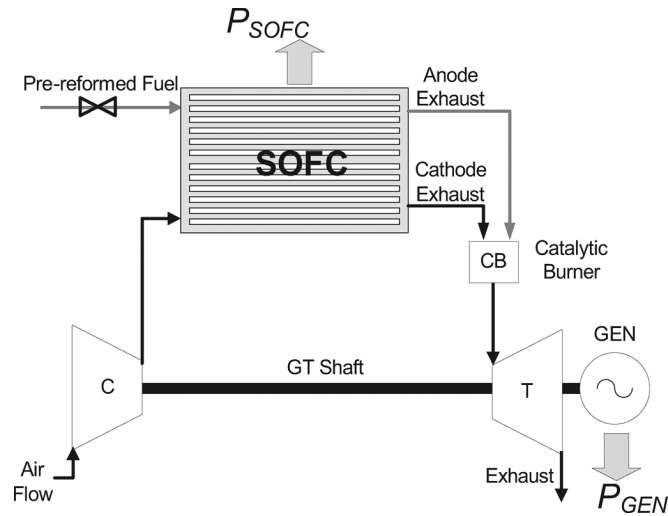 P_SOFC
Pre-reformed Fuel
Anode
Exhaust
SOFC
Cathode
Exhaust
CB
Catalytic
Burner
GEN
GT Shaft
C
T
Air
Flow
Exhaust
P_GEN